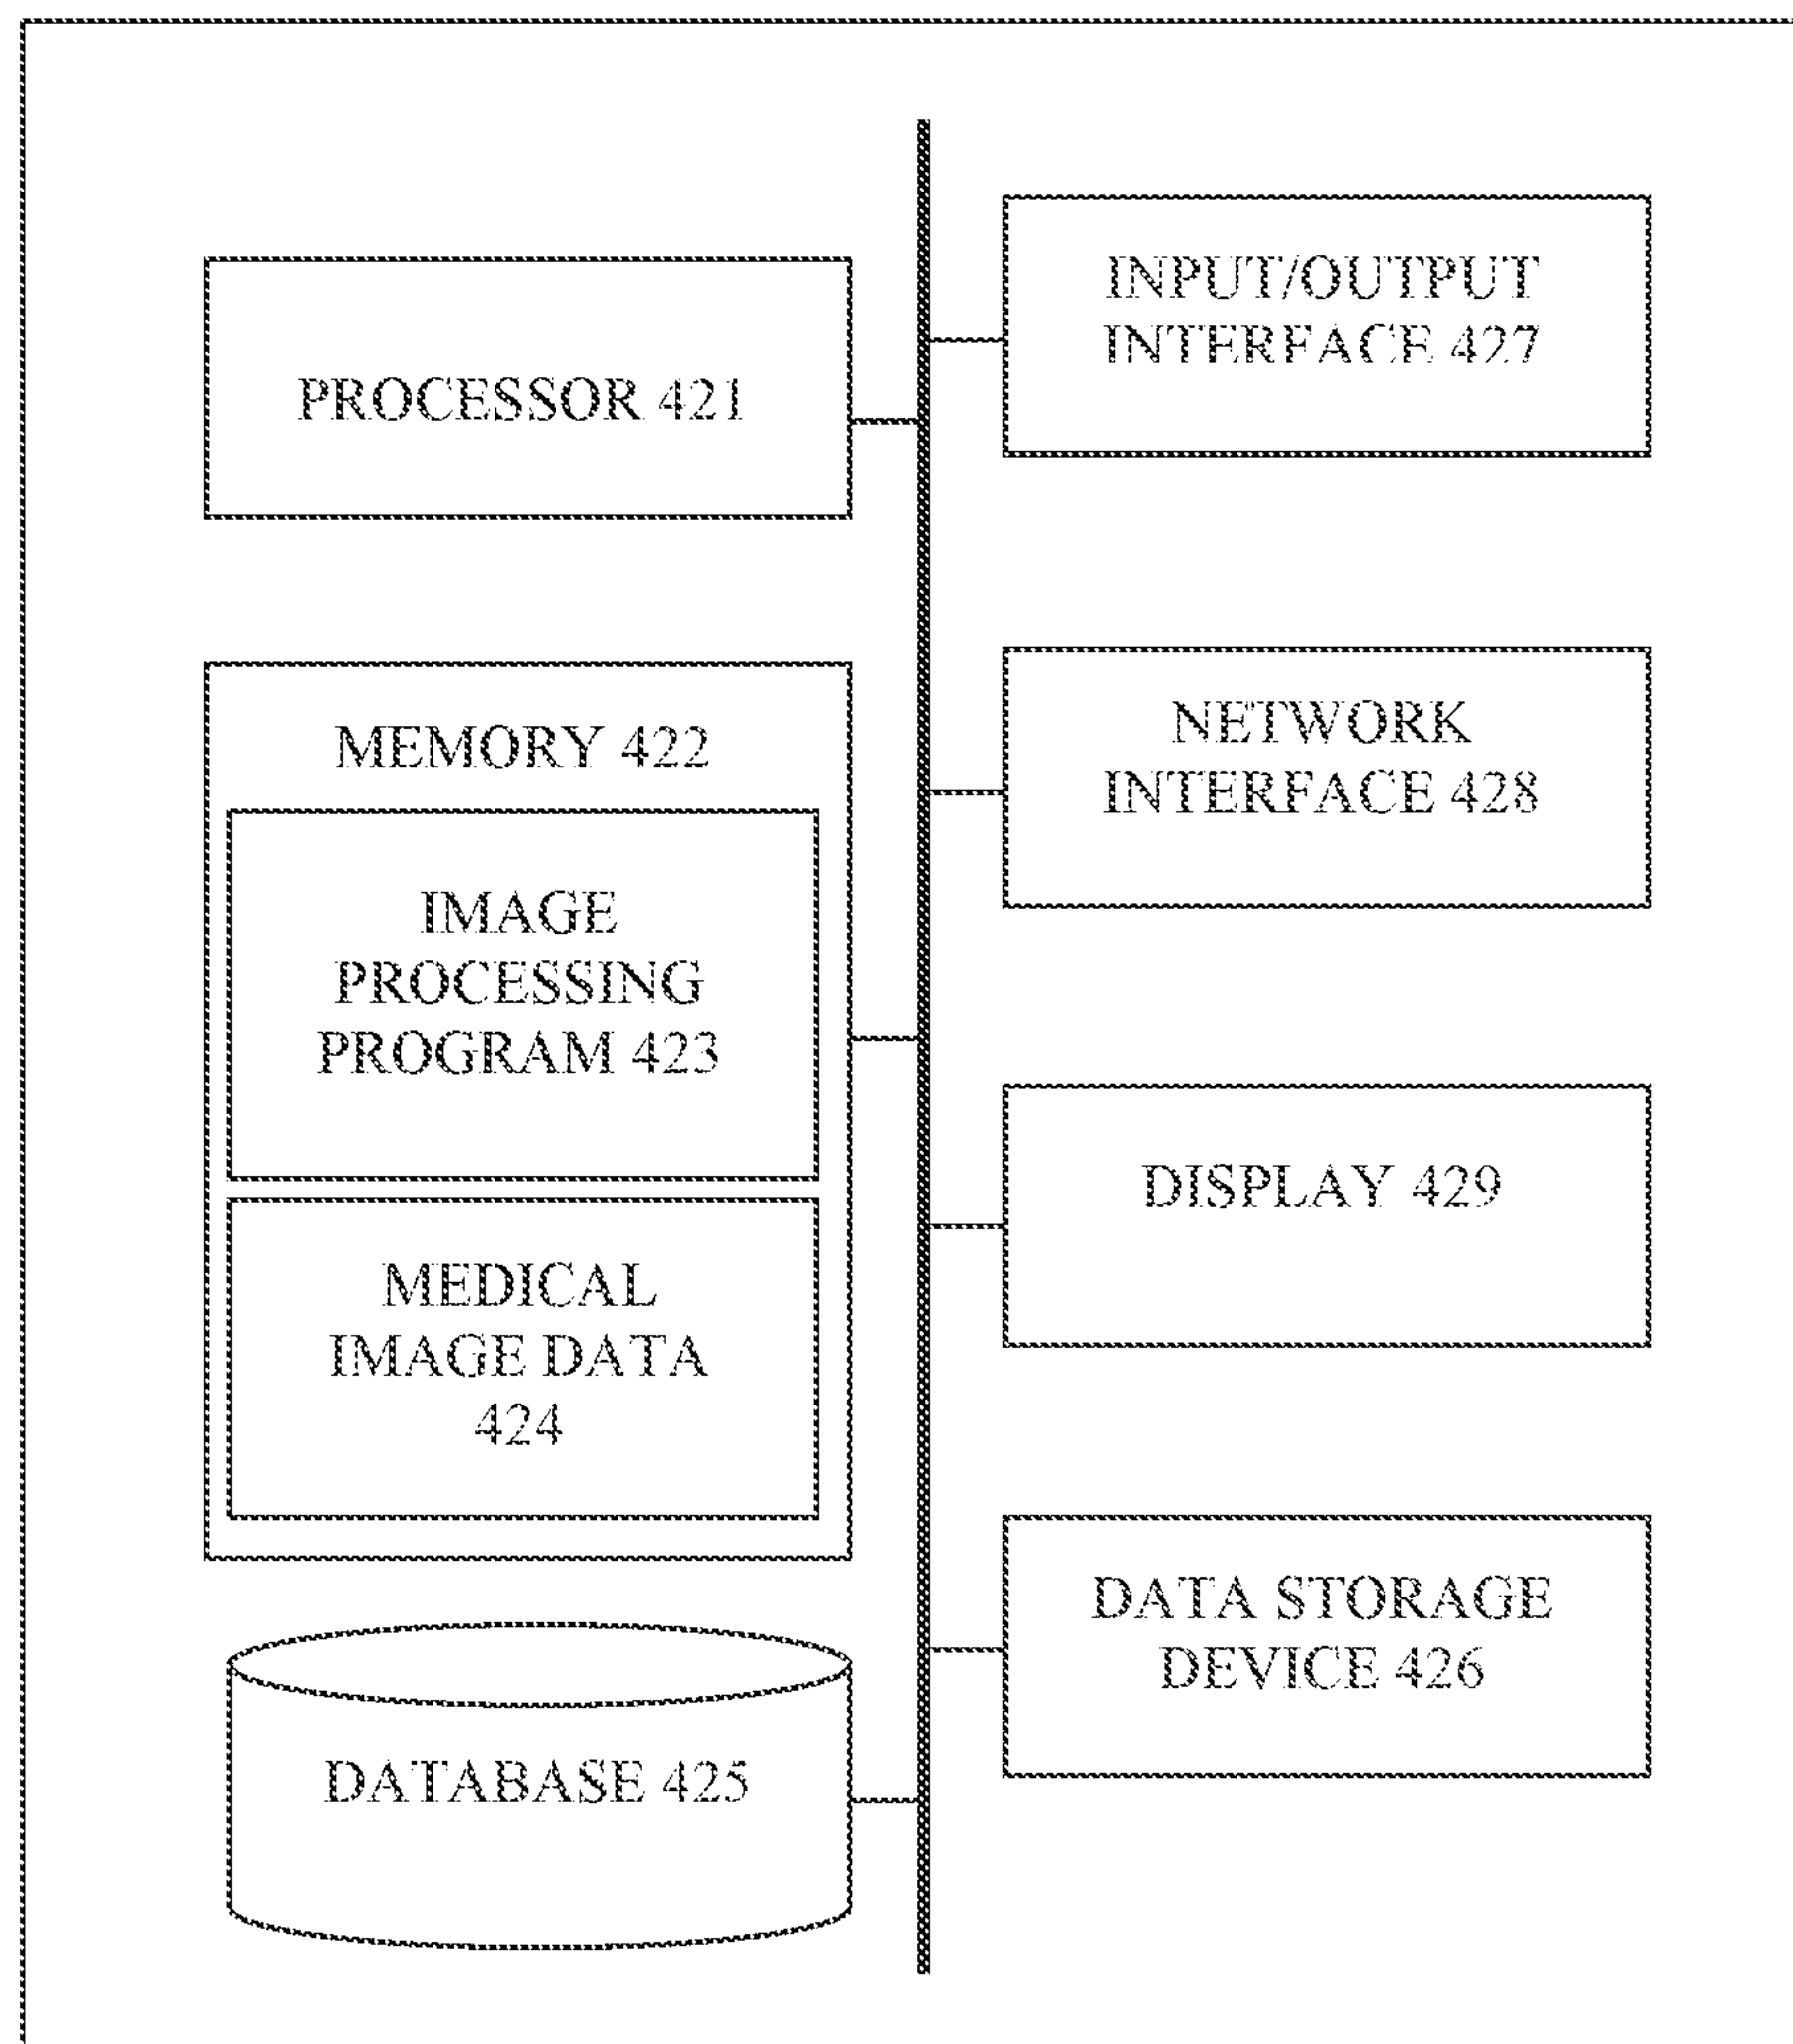 PROCESSOR 421
MEMORY 422
IMAGE
PROCESSING
PROGRAM 423
MEDICAL
IMAGE DATA
424
DATABASE 425
INPUT/OUTPUT
INTERFACE 427
NETWORK
INTERFACE 428
DISPLAY 429
DATA STORAGE
DEVICE 426